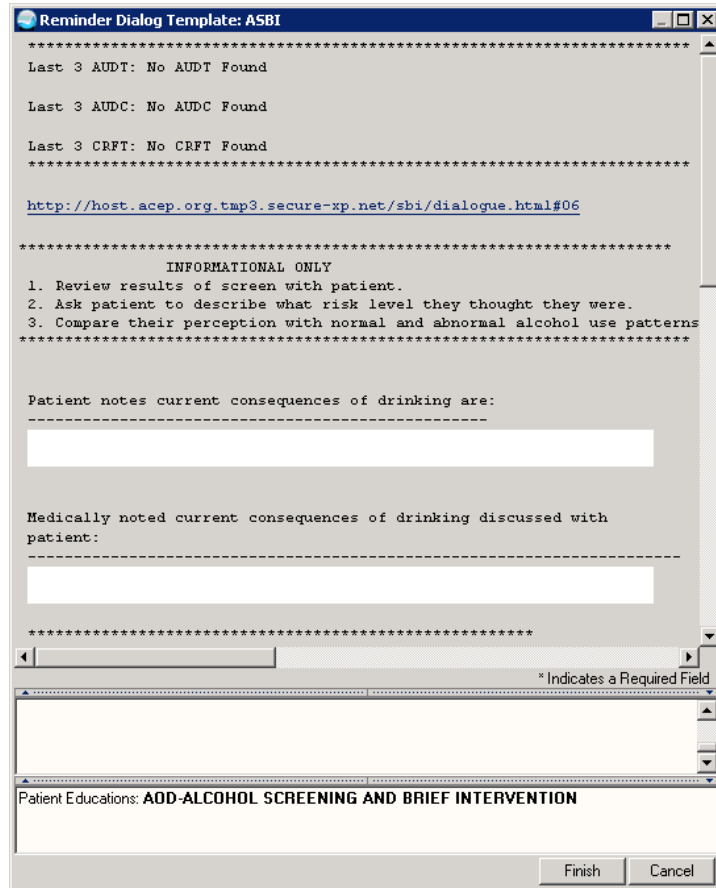 Reminder Dialog Template: ASBI
************************************************************************
Last 3 AUDT: No AUDT Found
Last 3 AUDC: No AUDC Found
Last 3 CRFT: No CRFT Found
************************************************************************
http://host.acep.org.tmp3.secure-xp.net/sbi/dialogue.html#06
***********************************************************************
INFORMATIONAL ONLY
1. Review results of screen with patient.
2. Ask patient to describe what risk level they thought they were.
3. Compare their perception with normal and abnormal alcohol use patterns
*************************************************************************
Patient notes current consequences of drinking are:
--------------------------------------------------
Medically noted current consequences of drinking discussed with
patient:
-----------------------------------------------------------------------
*******************************************************
* Indicates a Required Field
Patient Educations: AOD-ALCOHOL SCREENING AND BRIEF INTERVENTION
Finish Cancel